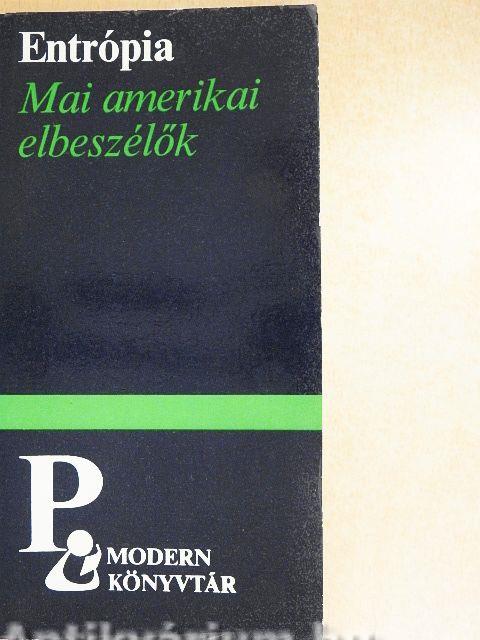 Entrópia
Mai amerikai
elbeszélők
P
MODERN
KÖNYVTÁR